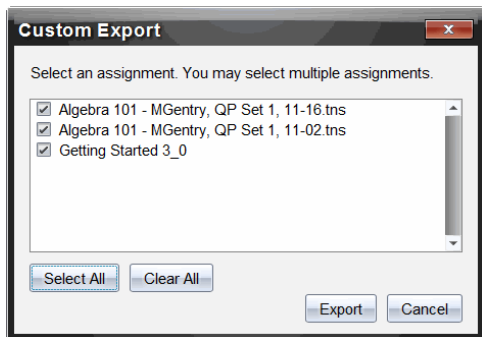 Custom Export
x
Select an assignment. You may select multiple assignments.
Algebra 101 - MGentry, QP Set 1, 11-16.tns
Algebra 101 - MGentry, QP Set 1, 11-02.tns
Getting Started 3_0
Select All Clear All
Export Cancel